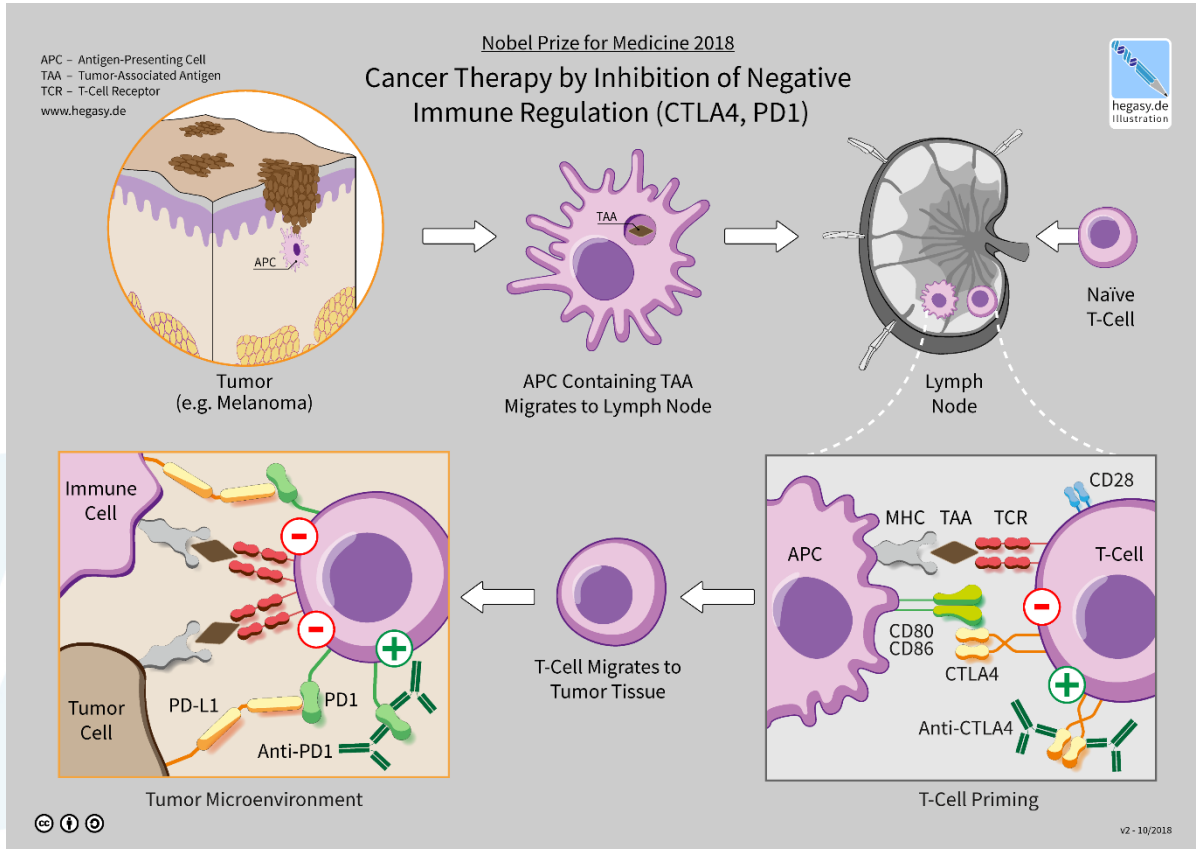 Nobel Prize for Medicine 2018
Cancer Therapy by Inhibition of Negative
Immune Regulation (CTLA4, PD1)
APC – Antigen-Presenting Cell
TAA – Tumor-Associated Antigen
TCR – T-Cell Receptor
www.hegasy.de
hegasy.de
Illustration
APC
Tumor
(e.g. Melanoma)
TAA
APC Containing TAA
Migrates to Lymph Node
Lymph
Node
Naïve
T-Cell
CD28
MHC TAA TCR
APC
T-Cell
CD80
CD86
CTLA4
Anti-CTLA4
T-Cell Priming
T-Cell Migrates to
Tumor Tissue
Immune
Cell
Tumor
Cell
PD-L1
PD1
Anti-PD1
Tumor Microenvironment
cc
v2 - 10/2018